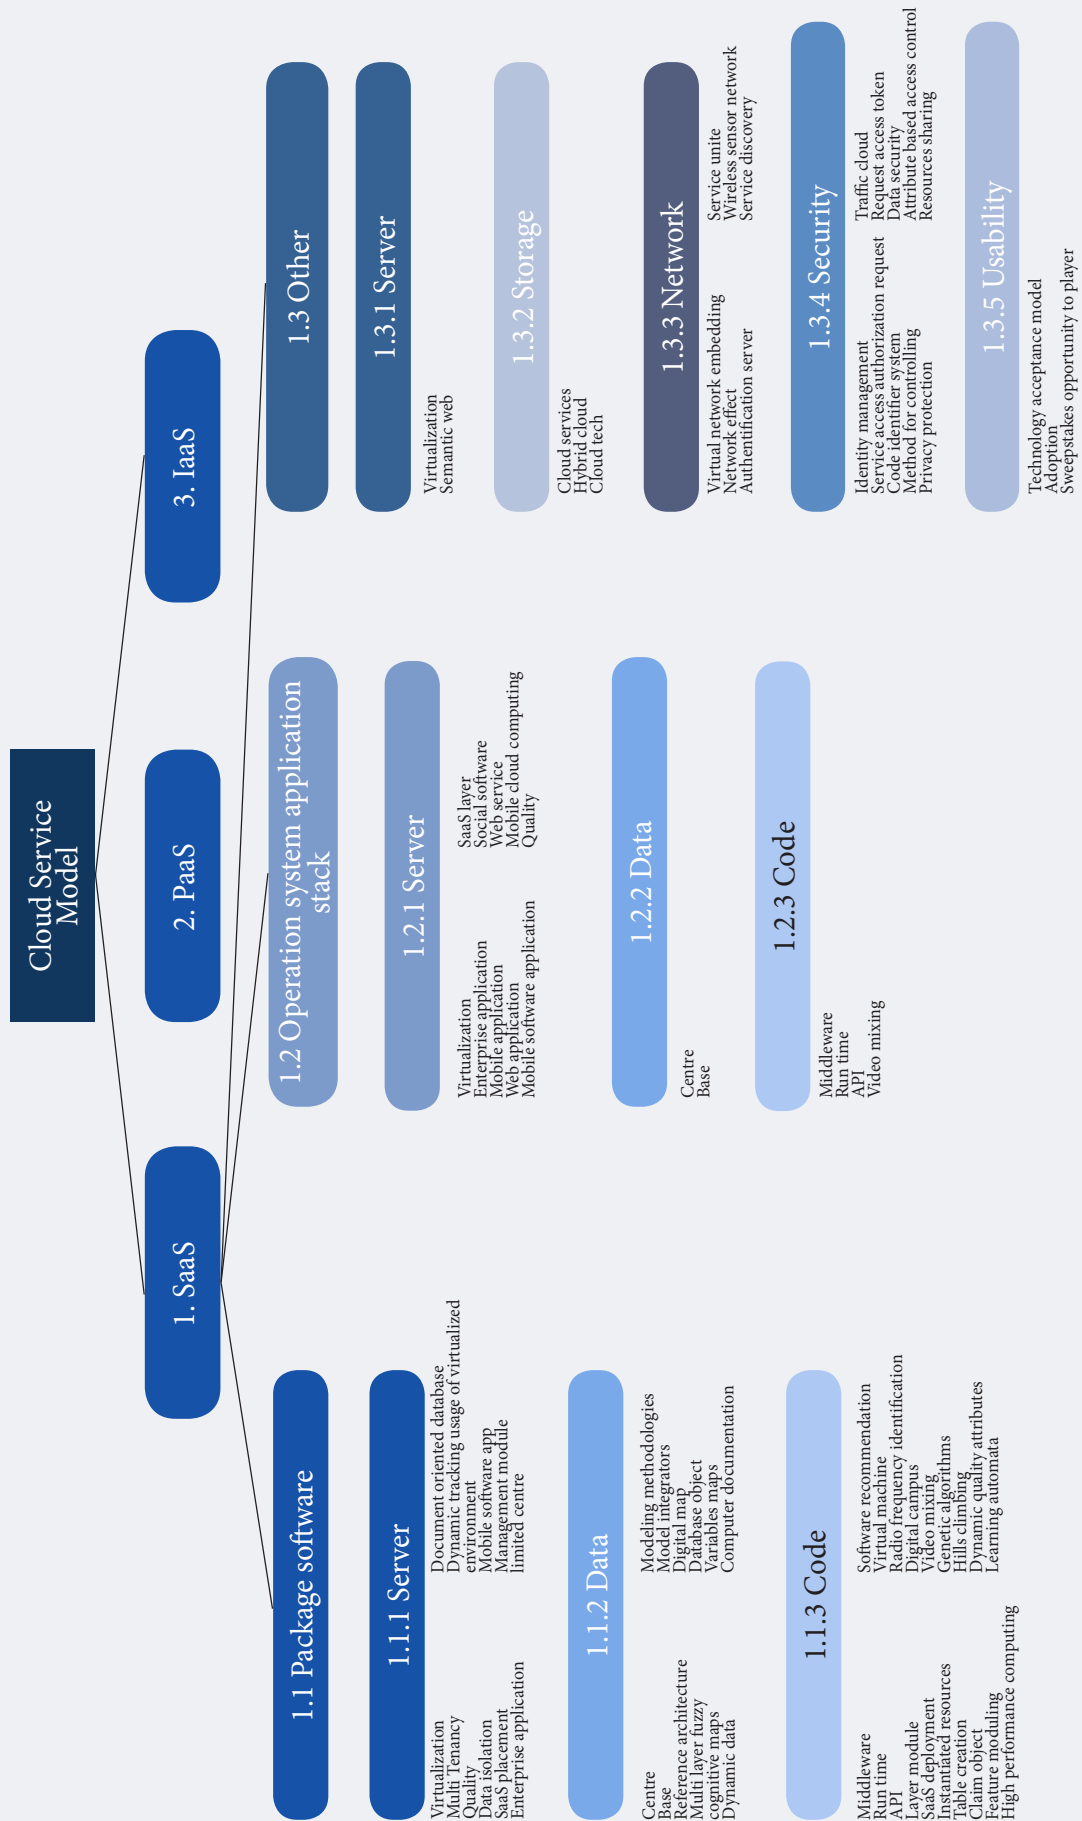 Cloud Service
Model
1. SaaS
2. PaaS
3. IaaS
1.1 Package software
1.1.1 Server
Virtualization
Multi Tenancy
Quality
Data isolation
SaaS placement
Enterprise application
Document oriented database
Dynamic tracking usage of virtualized
environment
Mobile software app
Management module
limited centre
1.1.2 Data
Centre
Base
Reference architecture
Multi layer fuzzy
cognitive maps
Dynamic data
Modeling methodologies
Model integrators
Digital map
Database object
Variables maps
Computer documentation
1.1.3 Code
Middleware
Run time
API
Layer module
SaaS deployment
Instantiated resources
Table creation
Claim object
Feature moduling
High performance computing
Software recommendation
Virtual machine
Radio frequency identification
Digital campus
Video mixing
Genetic algorithms
Hills climbing
Dynamic quality attributes
Learning automata
1.2 Operation system application
stack
1.2.1 Server
Virtualization
Enterprise application
Mobile application
Web application
Mobile software application
SaaS layer
Social software
Web service
Mobile cloud computing
Quality
1.2.2 Data
Centre
Base
1.2.3 Code
Middleware
Run time
API
Video mixing
1.3 Other
1.3.1 Server
Virtualization
Semantic web
1.3.2 Storage
Cloud services
Hybrid cloud
Cloud tech
1.3.3 Network
Virtual network embedding
Network effect
Authentification server
Service unite
Wireless sensor network
Service discovery
1.3.4 Security
Identity management
Service access authorization request
Code identifier system
Method for controlling
Privacy protection
Traffic cloud
Request access token
Data security
Attribute based access control
Resources sharing
1.3.5 Usability
Technology acceptance model
Adoption
Sweepstakes opportunity to player